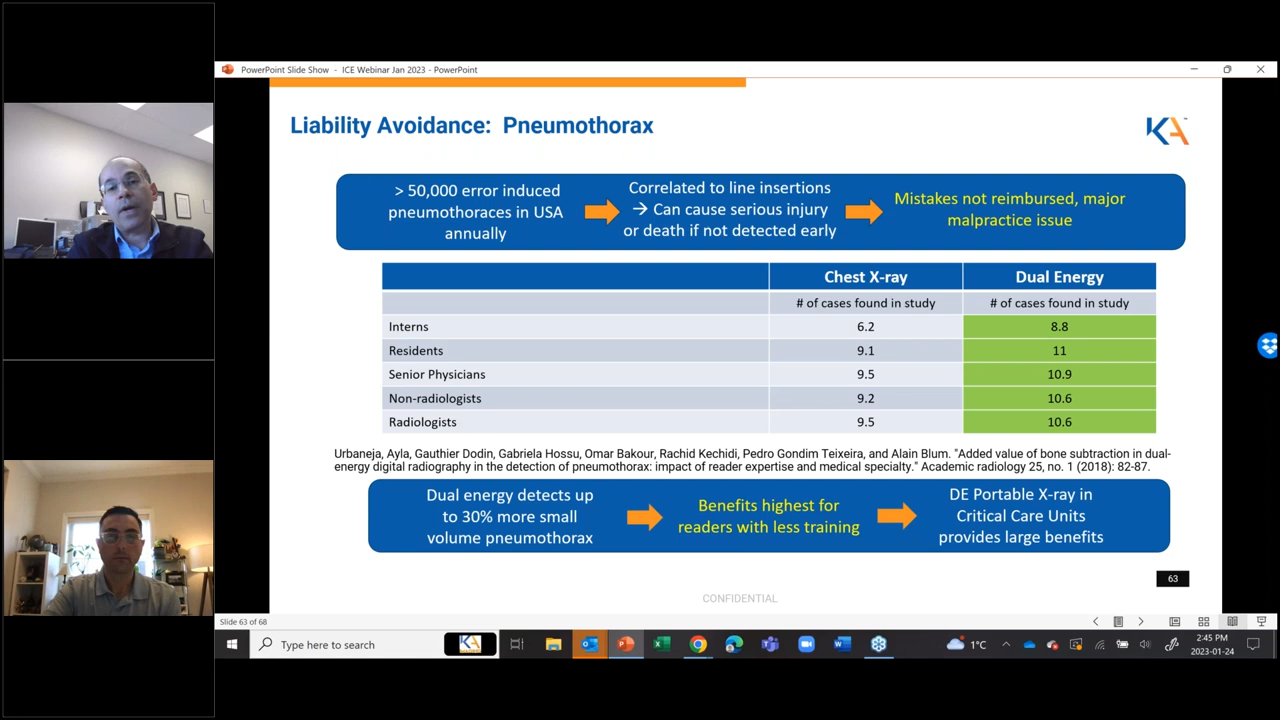 PowerPoint Slide Show - ICE Webinar Jan 2023 - PowerPoint
Liability Avoidance: Pneumothorax
KA
> 50,000 error induced
pneumothoraces in USA
annually
Correlated to line insertions
→ Can cause serious injury
or death if not detected early
Mistakes not reimbursed, major
malpractice issue
Chest X-ray Dual Energy
# of cases found in study # of cases found in study
Interns 6.2 8.8
Residents 9.1 11
Senior Physicians 9.5 10.9
Non-radiologists 9.2 10.6
Radiologists 9.5 10.6
Urbaneja, Ayla, Gauthier Dodin, Gabriela Hossu, Omar Bakour, Rachid Kechidi, Pedro Gondim Teixeira, and Alain Blum. "Added value of bone subtraction in dual-
energy digital radiography in the detection of pneumothorax: impact of reader expertise and medical specialty." Academic radiology 25, no. 1 (2018): 82-87.
Dual energy detects up
to 30% more small
volume pneumothorax
Benefits highest for
readers with less training
DE Portable X-ray in
Critical Care Units
provides large benefits
63
CONFIDENTIAL
Slide 63 of 68
Type here to search
KA
1°C
2:45 PM
2023-01-24